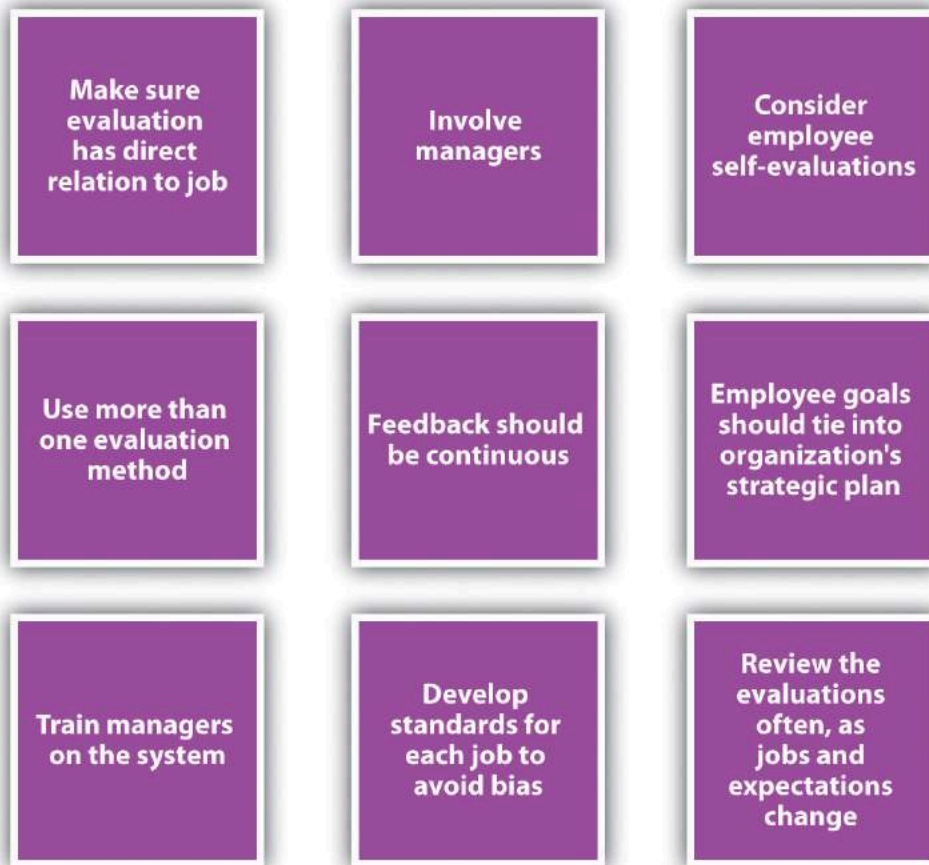 Make sure
evaluation
has direct
relation to job
Involve
managers
Consider
employee
self-evaluations
Use more than
one evaluation
method
Feedback should
be continuous
Employee goals
should tie into
organization's
strategic plan
Train managers
on the system
Develop
standards for
each job to
avoid bias
Review the
evaluations
often, as
jobs and
expectations
change